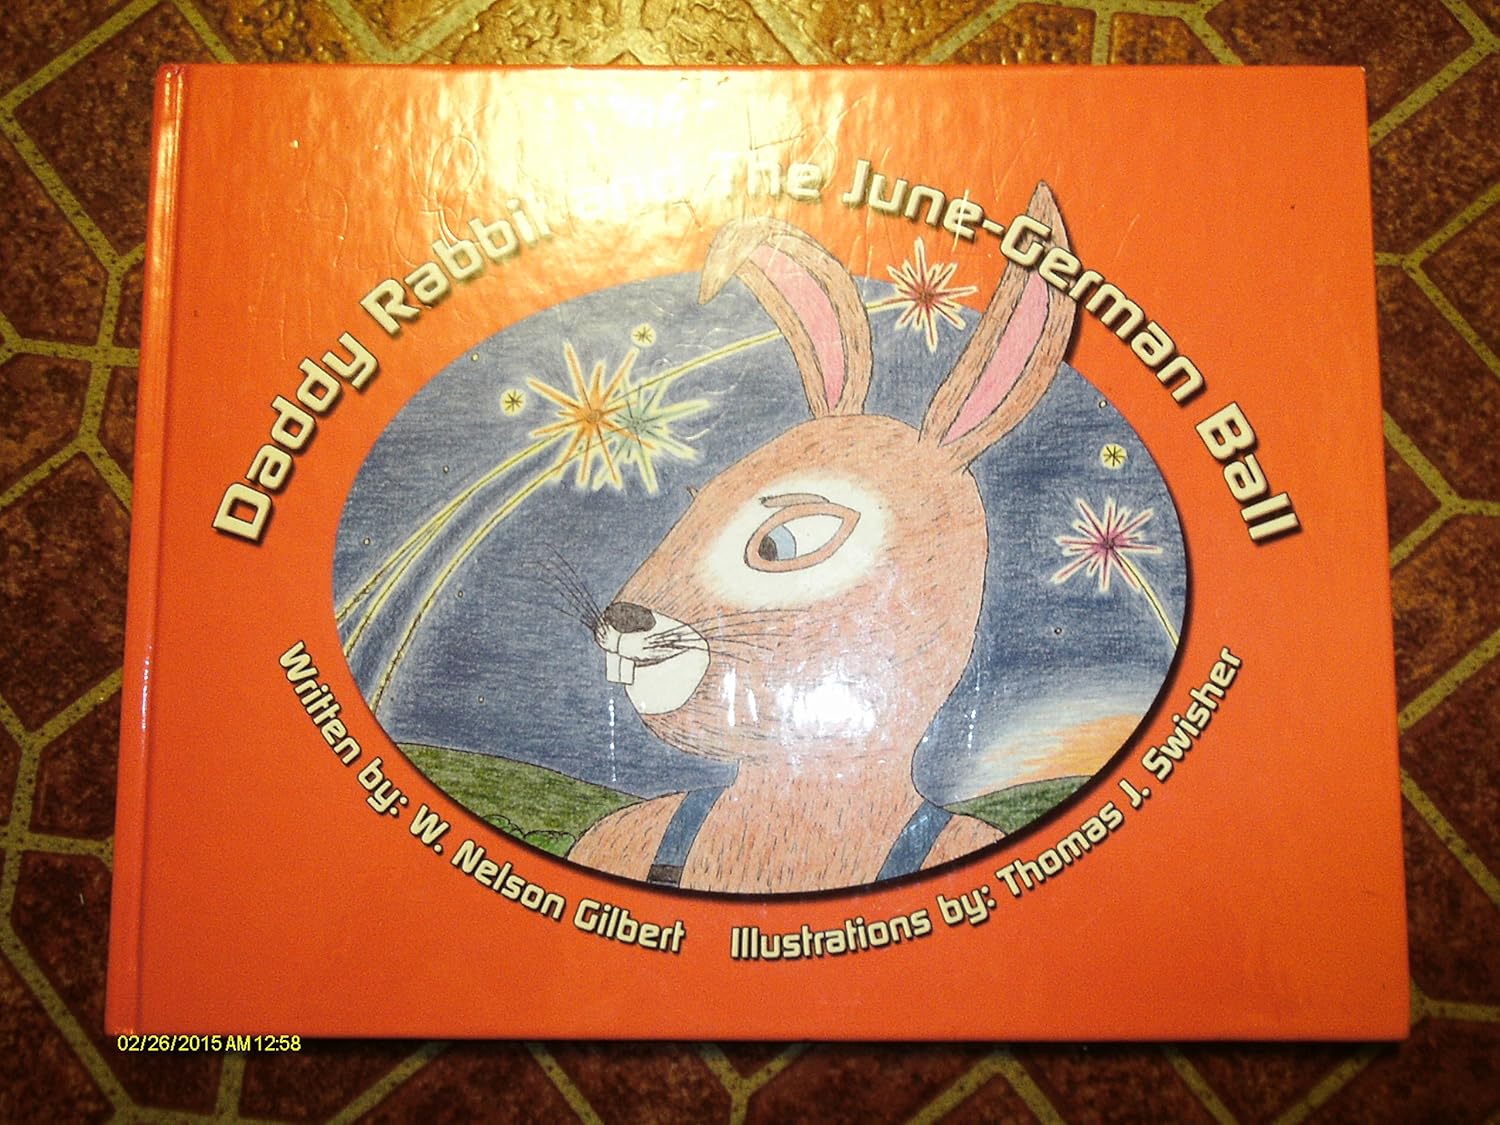 Daddy Rabbit and The June-German Ball
Written by: W. Nelson Gilbert
Illustrations by: Thomas J. Swisher
02/26/2015 AM 12:58